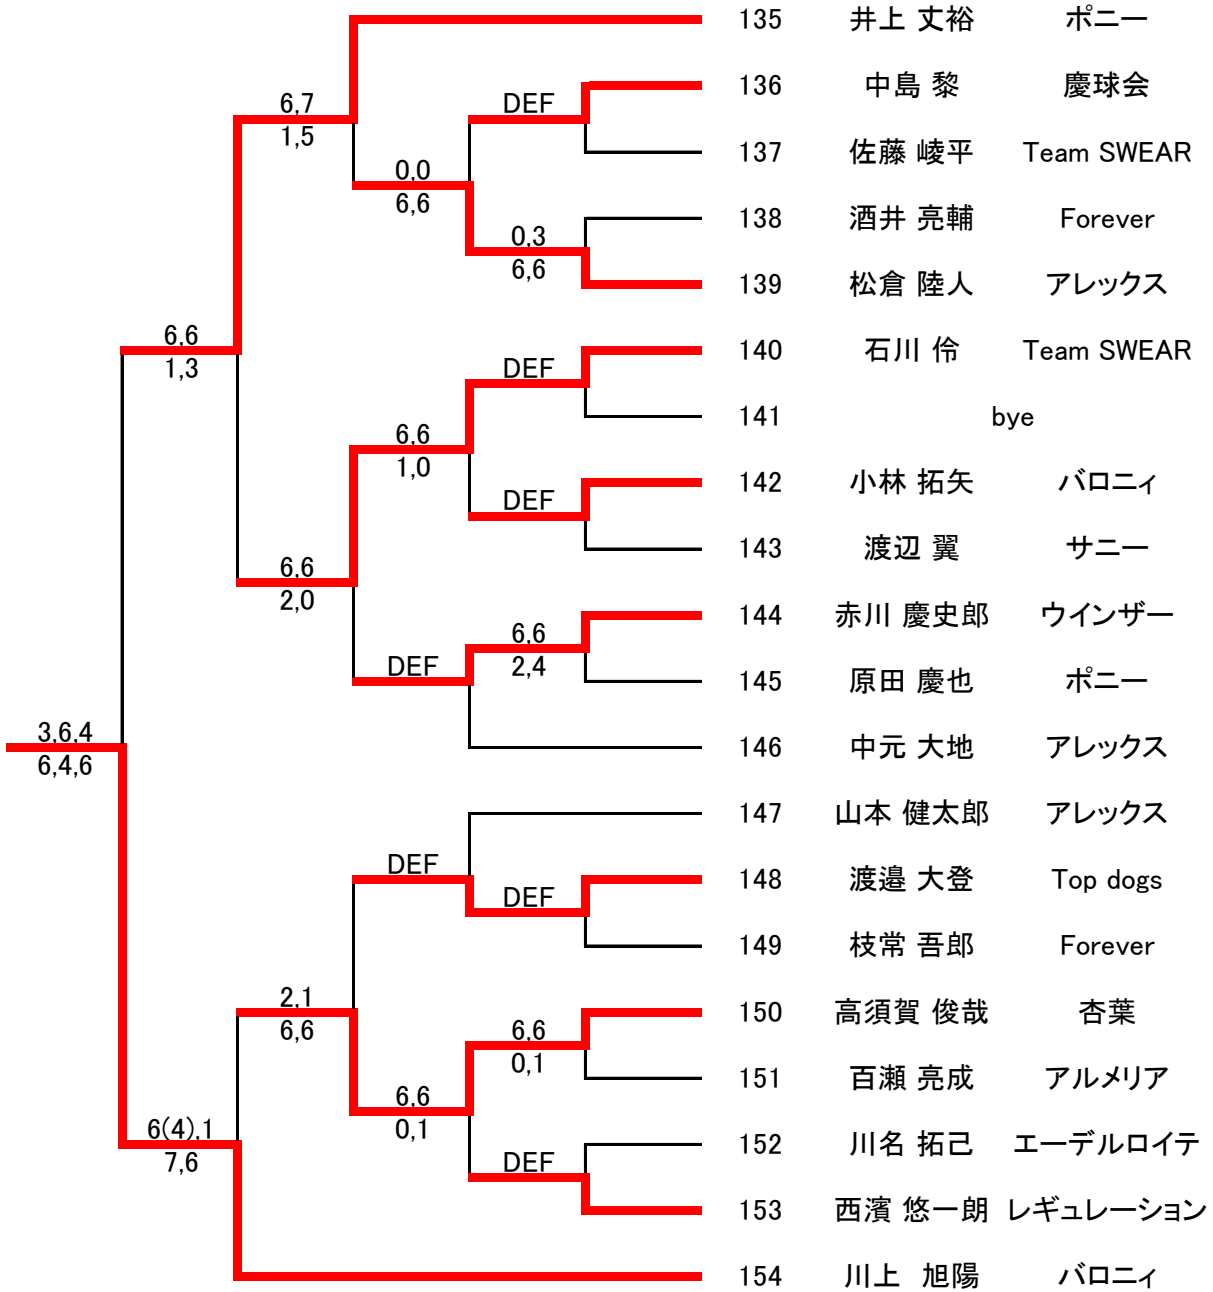 135 井上 丈裕 ポニー
136 中島 黎 慶球会
6,7
DEF
1,5
137 佐藤 崚平 Team SWEAR
0,0
6,6
138 酒井 亮輔 Forever
0,3
6,6
139 松倉 陸人 アレックス
6,6
1,3
140 石川 伶 Team SWEAR
DEF
141 bye
6,6
1,0
142 小林 拓矢 バロニィ
DEF
143 渡辺 翼 サニー
6,6
2,0
144 赤川 慶史郎 ウインザー
6,6
2,4
DEF
145 原田 慶也 ポニー
3,6,4
6,4,6
146 中元 大地 アレックス
147 山本 健太郎 アレックス
DEF
148 渡邉 大登 Top dogs
DEF
149 枝常 吾郎 Forever
2,1
6,6
150 高須賀 俊哉 杏葉
6,6
0,1
151 百瀬 亮成 アルメリア
6,6
0,1
6(4),1
7,6
152 川名 拓己 エーデルロイテ
DEF
153 西濱 悠一朗 レギュレーション
154 川上 旭陽 バロニィ